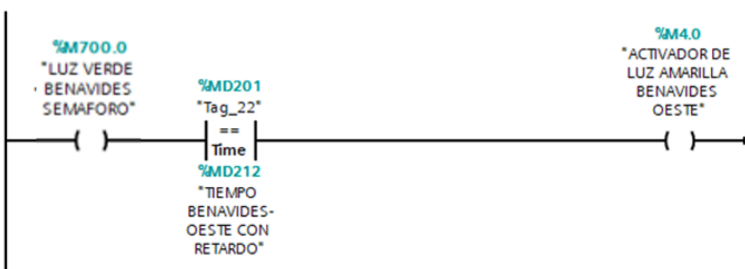 %M700.0
"LUZ VERDE
BENAVIDES
SEMAFORO"
%MD201
"Tag_22"
==
Time
%MD212
"TIEMPO
BENAVIDES-
OESTE CON
RETARDO"
%M4.0
"ACTIVADOR DE
LUZ AMARILLA
BENAVIDES
OESTE"